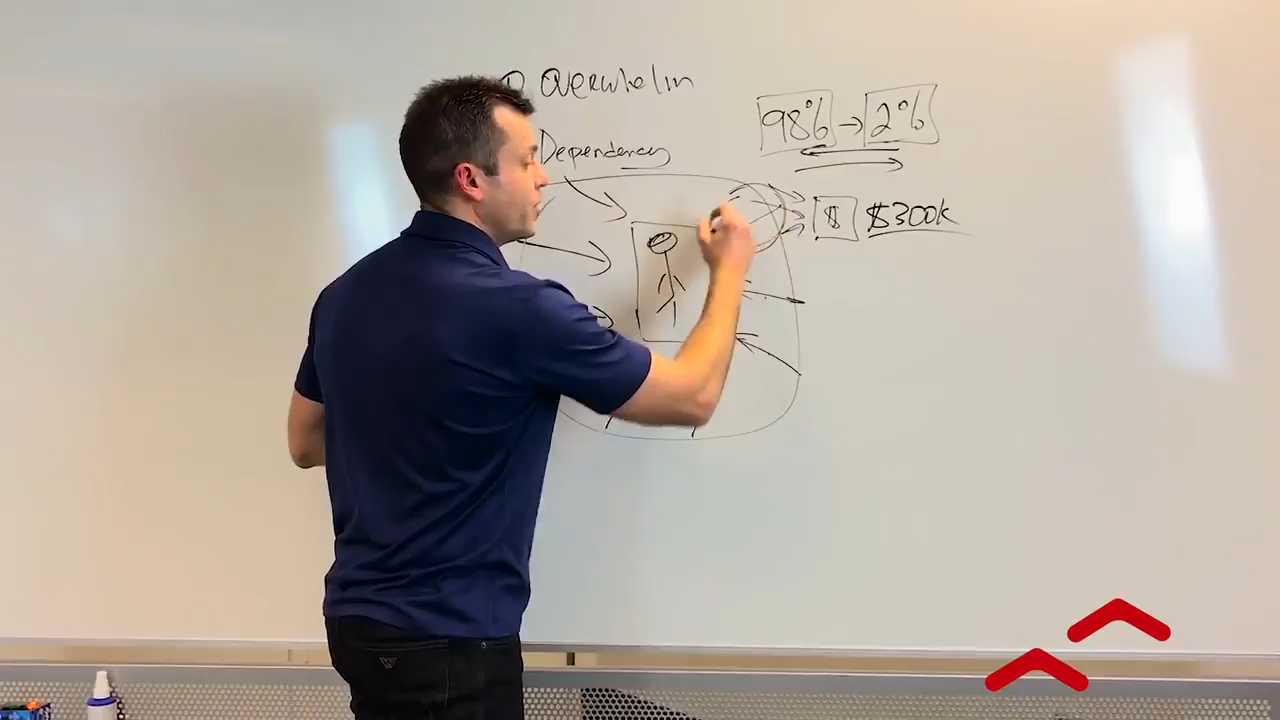 Overwhelm
98% → 2%
Dependency
$ $300k